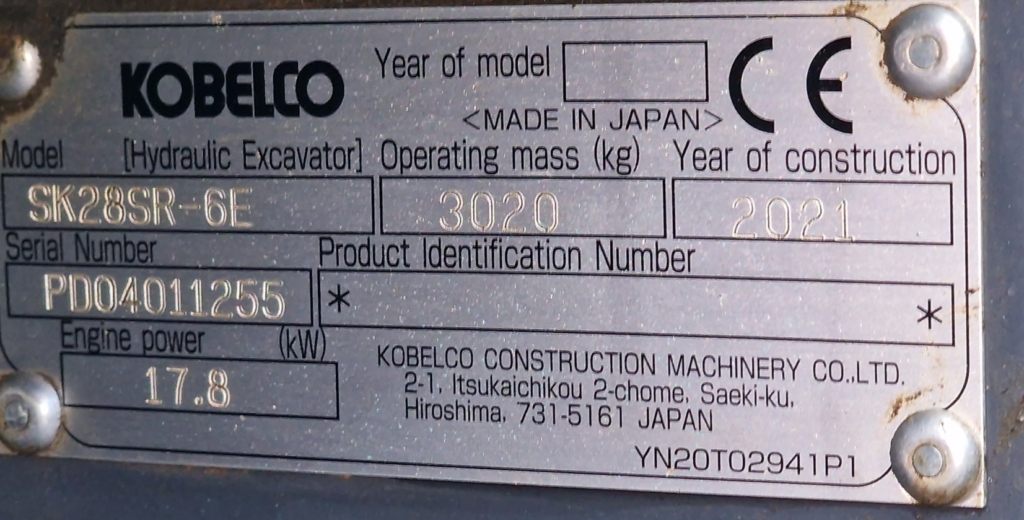 KOBELCO
Year of model
CE
<MADE IN JAPAN>
Model [Hydraulic Excavator] Operating mass (kg) Year of construction
SK28SR-6E 3020 2021
Serial Number Product Identification Number
PD04011255 * *
Engine power (kW)
17.8
KOBELCO CONSTRUCTION MACHINERY CO.,LTD.
2-1, Itsukaichikou 2-chome, Saeki-ku,
Hiroshima, 731-5161 JAPAN
YN20T02941P1